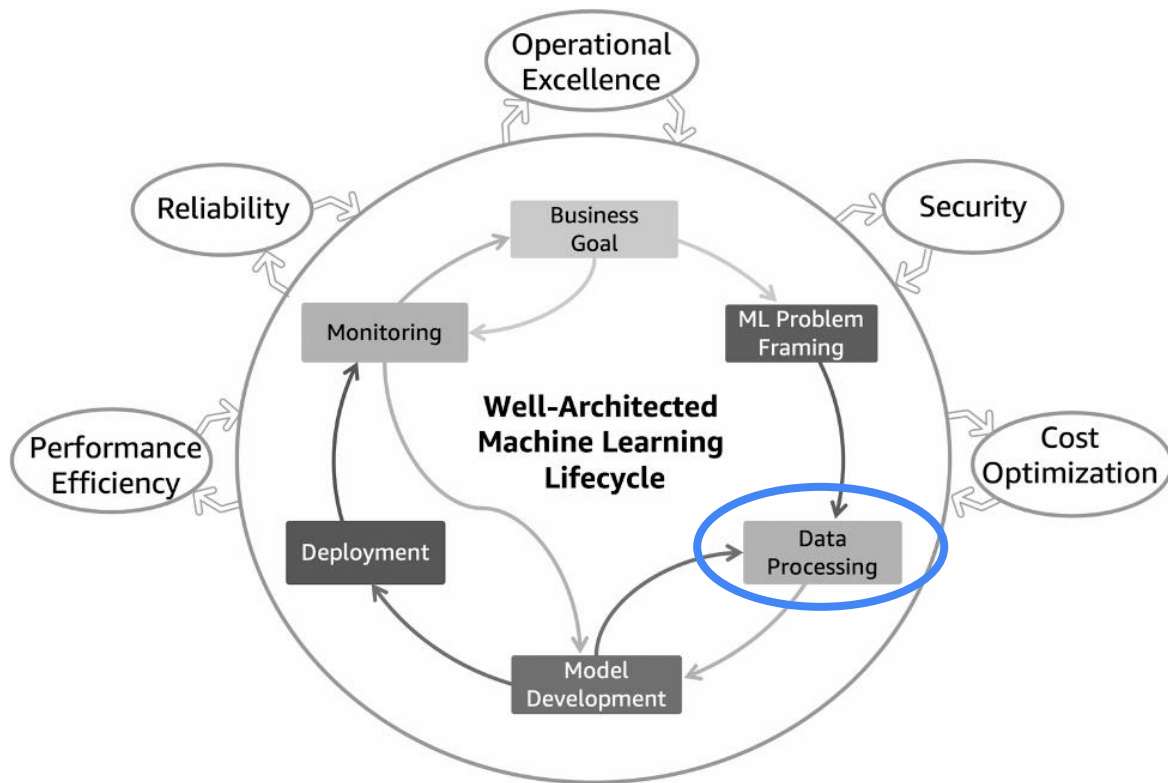 Operational
Excellence
Reliability
Security
Business
Goal
Monitoring
ML Problem
Framing
Well-Architected
Machine Learning
Lifecycle
Performance
Efficiency
Cost
Optimization
Deployment
Data
Processing
Model
Development